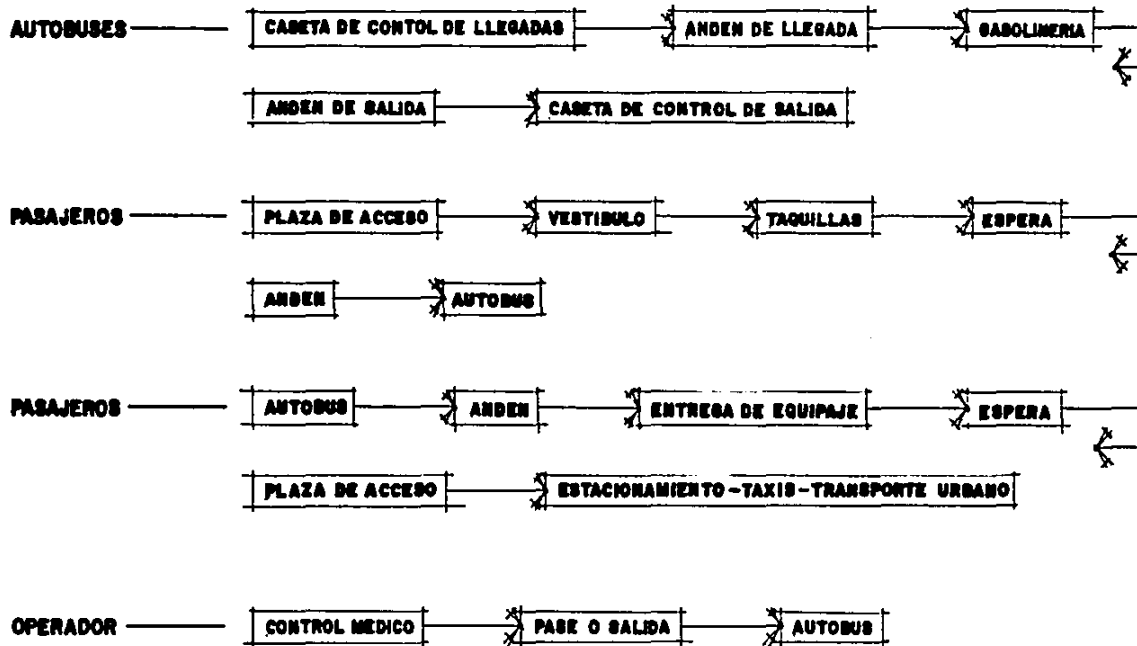 AUTOBUSES CASETA DE CONTOL DE LLEGADAS ANDEN DE LLEGADA GASOLINERIA
ANDEN DE SALIDA CASETA DE CONTROL DE SALIDA
PASAJEROS PLAZA DE ACCESO VESTIBULO TAQUILLAS ESPERA
ANDEN AUTOBUS
PASAJEROS AUTOBUS ANDEN ENTREGA DE EQUIPAJE ESPERA
PLAZA DE ACCESO ESTACIONAMIENTO-TAXIS-TRANSPORTE URBANO
OPERADOR CONTROL MEDICO PASE O SALIDA AUTOBUS